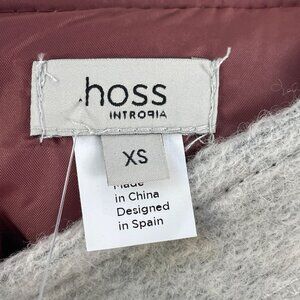 .hoss
INTROPIA
XS
Made
in China
Designed
in Spain